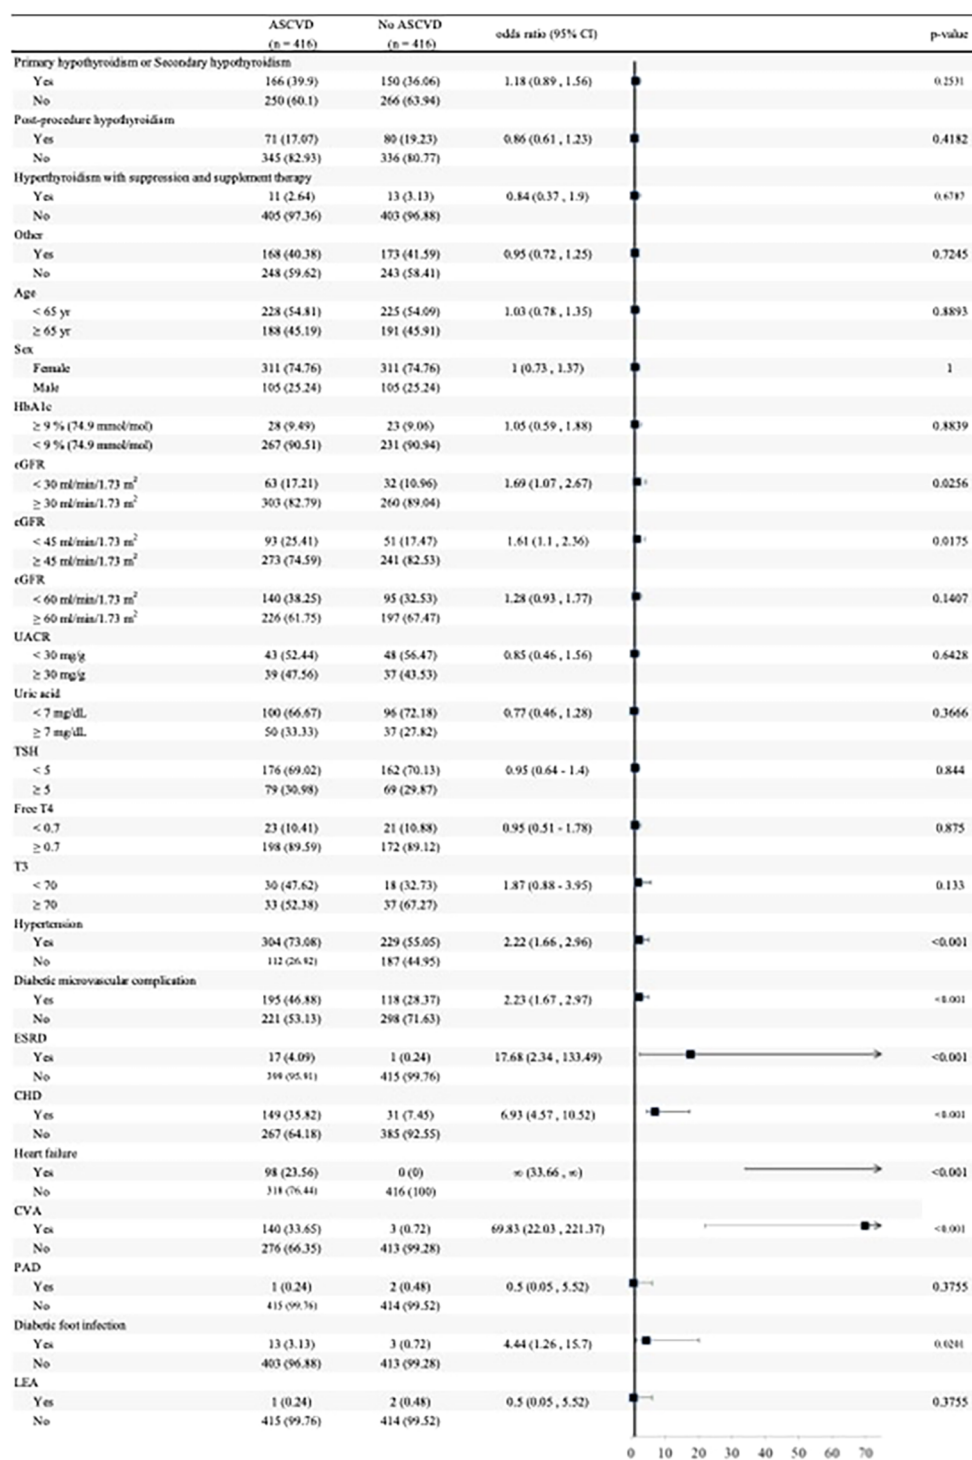 ASCVD No ASCVD odds ratio (95% CI) p-value
(n = 416) (n = 416)
Primary hypothyroidism or Secondary hypothyroidism
Yes 166 (39.9) 150 (36.06) 1.18 (0.89 , 1.56) 0.2531
No 250 (60.1) 266 (63.94)
Post-procedure hypothyroidism
Yes 71 (17.07) 80 (19.23) 0.86 (0.61 , 1.23) 0.4182
No 345 (82.93) 336 (80.77)
Hyperthyroidism with suppression and supplement therapy
Yes 11 (2.64) 13 (3.13) 0.84 (0.37 , 1.9) 0.6787
No 405 (97.36) 403 (96.88)
Other
Yes 168 (40.38) 173 (41.59) 0.95 (0.72 , 1.25) 0.7245
No 248 (59.62) 243 (58.41)
Age
< 65 yr 228 (54.81) 225 (54.09) 1.03 (0.78 , 1.35) 0.8893
≥ 65 yr 188 (45.19) 191 (45.91)
Sex
Female 311 (74.76) 311 (74.76) 1 (0.73 , 1.37) 1
Male 105 (25.24) 105 (25.24)
HbA1c
≥ 9 % (74.9 mmol/mol) 28 (9.49) 23 (9.06) 1.05 (0.59 , 1.88) 0.8839
< 9 % (74.9 mmol/mol) 267 (90.51) 231 (90.94)
eGFR
< 30 ml/min/1.73 m² 63 (17.21) 32 (10.96) 1.69 (1.07 , 2.67) 0.0256
≥ 30 ml/min/1.73 m² 303 (82.79) 260 (89.04)
eGFR
< 45 ml/min/1.73 m² 93 (25.41) 51 (17.47) 1.61 (1.1 , 2.36) 0.0175
≥ 45 ml/min/1.73 m² 273 (74.59) 241 (82.53)
eGFR
< 60 ml/min/1.73 m² 140 (38.25) 95 (32.53) 1.28 (0.93 , 1.77) 0.1407
≥ 60 ml/min/1.73 m² 226 (61.75) 197 (67.47)
UACR
< 30 mg/g 43 (52.44) 48 (56.47) 0.85 (0.46 , 1.56) 0.6428
≥ 30 mg/g 39 (47.56) 37 (43.53)
Uric acid
< 7 mg/dL 100 (66.67) 96 (72.18) 0.77 (0.46 , 1.28) 0.3666
≥ 7 mg/dL 50 (33.33) 37 (27.82)
TSH
< 5 176 (69.02) 162 (70.13) 0.95 (0.64 - 1.4) 0.844
≥ 5 79 (30.98) 69 (29.87)
Free T4
< 0.7 23 (10.41) 21 (10.88) 0.95 (0.51 - 1.78) 0.875
≥ 0.7 198 (89.59) 172 (89.12)
T3
< 70 30 (47.62) 18 (32.73) 1.87 (0.88 - 3.95) 0.133
≥ 70 33 (52.38) 37 (67.27)
Hypertension
Yes 304 (73.08) 229 (55.05) 2.22 (1.66 , 2.96) <0.001
No 112 (26.92) 187 (44.95)
Diabetic microvascular complication
Yes 195 (46.88) 118 (28.37) 2.23 (1.67 , 2.97) <0.001
No 221 (53.13) 298 (71.63)
ESRD
Yes 17 (4.09) 1 (0.24) 17.68 (2.34 , 133.49) <0.001
No 399 (95.91) 415 (99.76)
CHD
Yes 149 (35.82) 31 (7.45) 6.93 (4.57 , 10.52) <0.001
No 267 (64.18) 385 (92.55)
Heart failure
Yes 98 (23.56) 0 (0) ∞ (33.66 , ∞) <0.001
No 318 (76.44) 416 (100)
CVA
Yes 140 (33.65) 3 (0.72) 69.83 (22.03 , 221.37) <0.001
No 276 (66.35) 413 (99.28)
PAD
Yes 1 (0.24) 2 (0.48) 0.5 (0.05 , 5.52) 0.3755
No 415 (99.76) 414 (99.52)
Diabetic foot infection
Yes 13 (3.13) 3 (0.72) 4.44 (1.26 , 15.7) 0.0201
No 403 (96.88) 413 (99.28)
LEA
Yes 1 (0.24) 2 (0.48) 0.5 (0.05 , 5.52) 0.3755
No 415 (99.76) 414 (99.52)
0 10 20 30 40 50 60 70